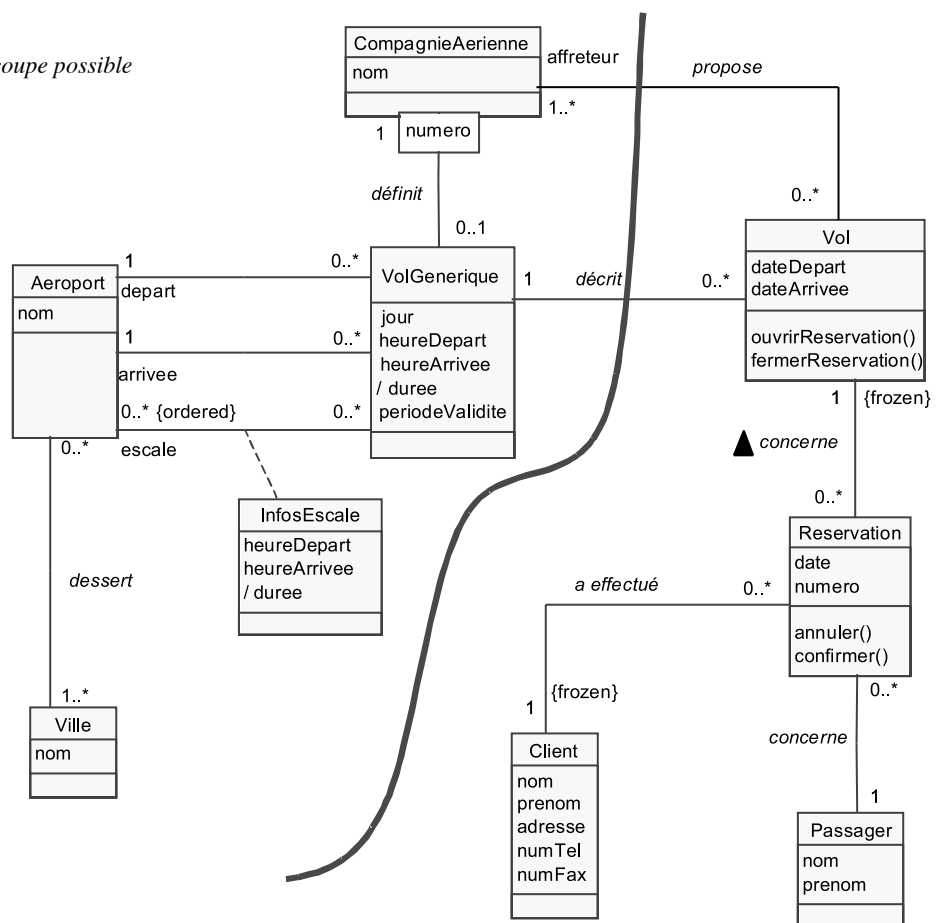 CompagnieAerienne
affreteur
possible
propose
nom
1..*
1
numero
définit
0..*
0..1
Vol
Aeroport
1
0..*
VolGenerique
1
décrit
0..*
dateDepart
dateArrivee
depart
nom
jour
heureDepart
heureArrivee
/ duree
periodeValidite
ouvrirReservation()
fermerReservation()
1
0..*
arrivee
0..* {ordered}
0..*
1
{frozen}
0..*
escale
concerne
InfosEscale
heureDepart
heureArrivee
/ duree
0..*
Reservation
date
numero
annuler()
confirmer()
dessert
a effectué
0..*
1..*
{frozen}
1
0..*
Ville
nom
Client
nom
prenom
adresse
numTel
numFax
concerne
1
Passager
nom
prenom